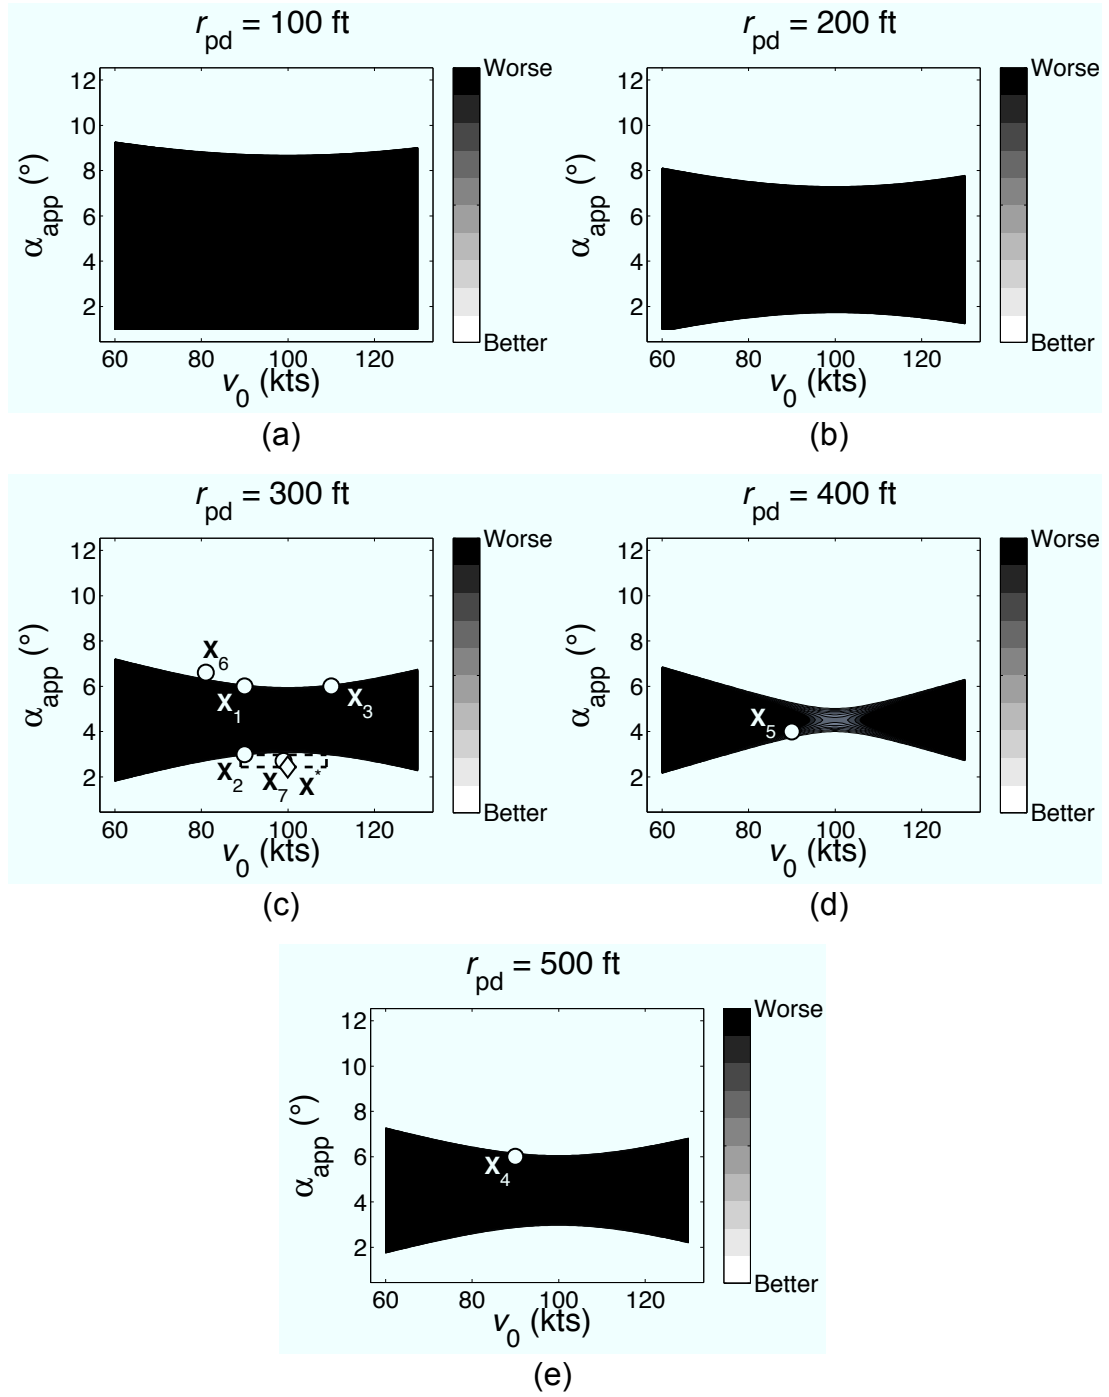 r_pd = 100 ft
Worse
12
10
8
6
4
2
α_app (°)
Better
60 80 100 120
v_0 (kts)
(a)
r_pd = 200 ft
Worse
12
10
8
6
4
2
α_app (°)
Better
60 80 100 120
v_0 (kts)
(b)
r_pd = 300 ft
Worse
12
10
8
6
4
2
α_app (°)
X_6
X_1
X_3
X_2
X_7
X^*
Better
60 80 100 120
v_0 (kts)
(c)
r_pd = 400 ft
Worse
12
10
8
6
4
2
α_app (°)
X_5
Better
60 80 100 120
v_0 (kts)
(d)
r_pd = 500 ft
Worse
12
10
8
6
4
2
α_app (°)
X_4
Better
60 80 100 120
v_0 (kts)
(e)